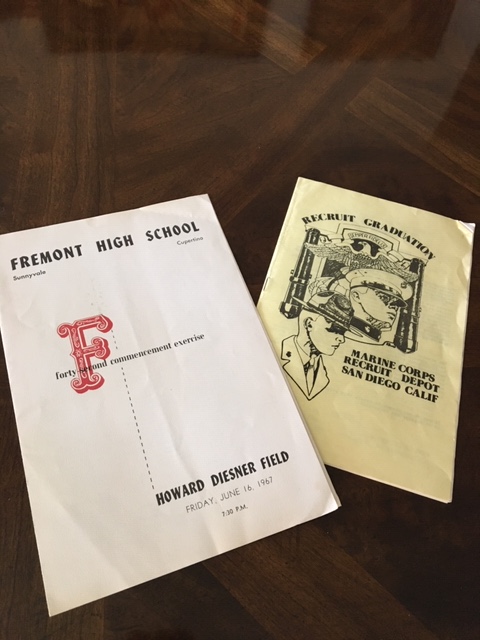 FREMONT HIGH SCHOOL
Sunnyvale
Cupertino
F
forty-second commencement exercise
HOWARD DIESNER FIELD
FRIDAY, JUNE 16, 1967
7:30 P.M.
RECRUIT GRADUATION
MARINE CORPS
RECRUIT DEPOT
SAN DIEGO CALIF